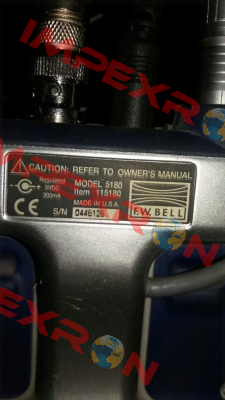 IMPEXRON
CAUTION: REFER TO OWNER'S MANUAL
Regulated
5VDC
300mA
MODEL 5180
Item 115180
MADE IN U.S.A.
CE
S/N
F.W. BELL
IMPEXRON